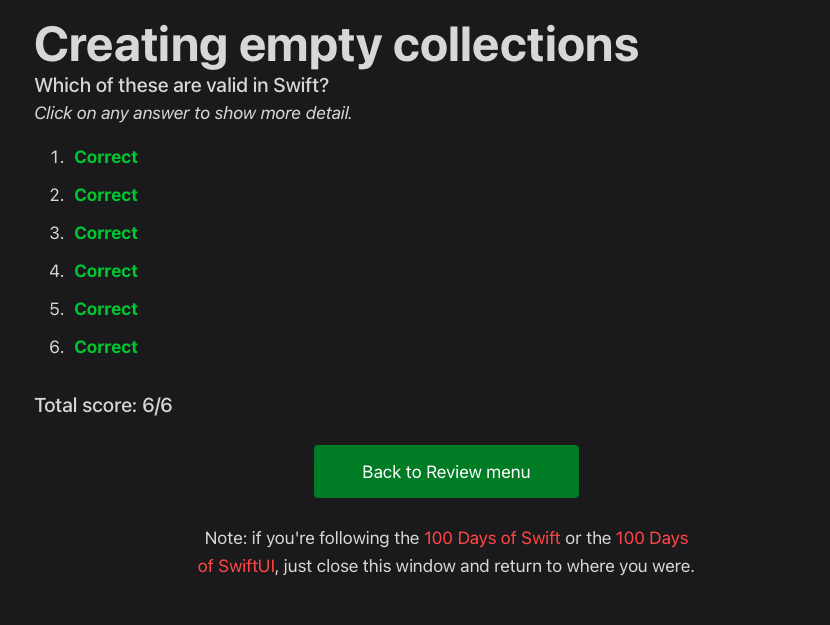 Creating empty collections
Which of these are valid in Swift?
Click on any answer to show more detail.
1. Correct
2. Correct
3. Correct
4. Correct
5. Correct
6. Correct
Total score: 6/6
Back to Review menu
Note: if you're following the 100 Days of Swift or the 100 Days
of SwiftUI, just close this window and return to where you were.